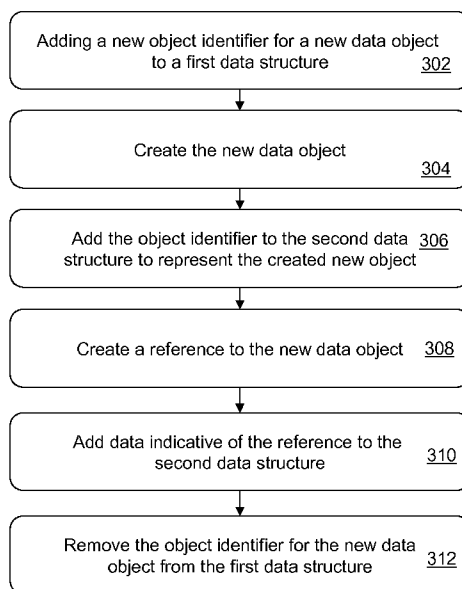 Adding a new object identifier for a new data object
to a first data structure 302
Create the new data object
304
Add the object identifier to the second data 306
structure to represent the created new object
Create a reference to the new data object 308
Add data indicative of the reference to the
second data structure 310
Remove the object identifier for the new data
object from the first data structure 312